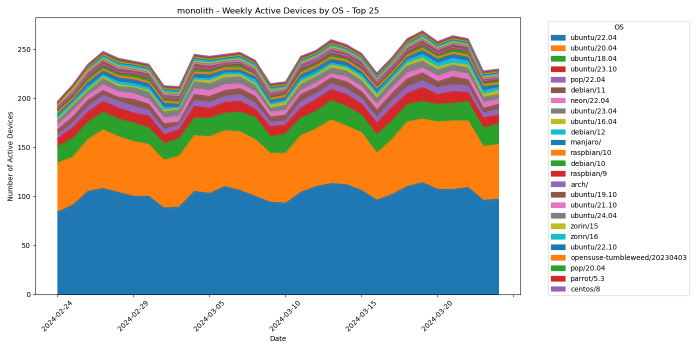 monolith - Weekly Active Devices by OS - Top 25
Number of Active Devices
250
200
150
100
50
0
2024-02-24
2024-02-29
2024-03-05
2024-03-10
2024-03-15
2024-03-20
Date
OS
ubuntu/22.04
ubuntu/20.04
ubuntu/18.04
ubuntu/23.10
pop/22.04
debian/11
neon/22.04
ubuntu/23.04
ubuntu/16.04
debian/12
manjaro/
raspbian/10
debian/10
raspbian/9
arch/
ubuntu/19.10
ubuntu/21.10
ubuntu/24.04
zorin/15
zorin/16
ubuntu/22.10
opensuse-tumbleweed/20230403
pop/20.04
parrot/5.3
centos/8